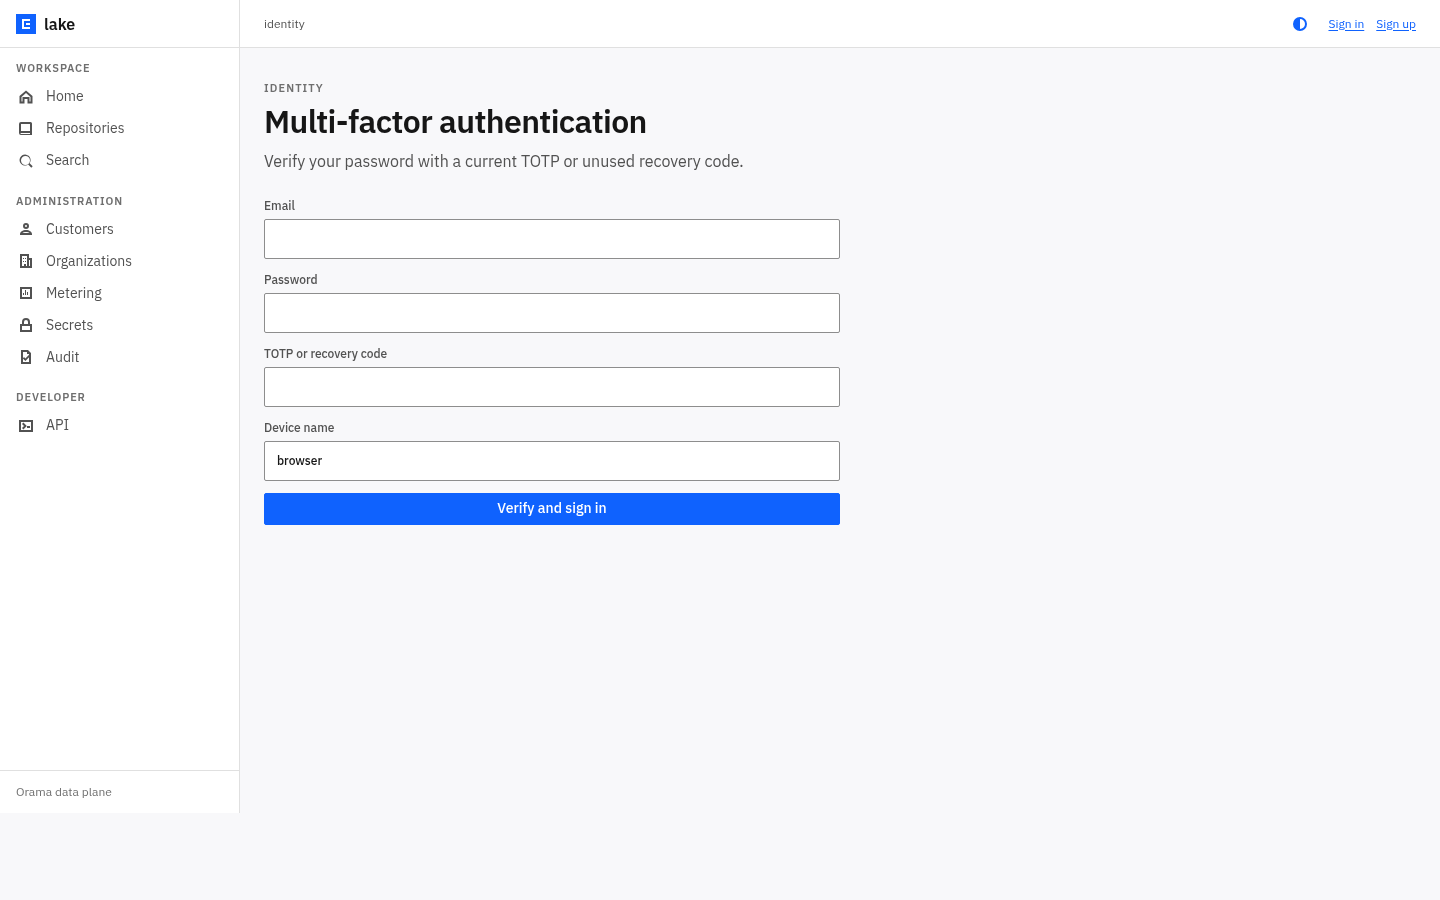 lake
identity
Sign in
Sign up
WORKSPACE
Home
Repositories
Search
ADMINISTRATION
Customers
Organizations
Metering
Secrets
Audit
DEVELOPER
API
Orama data plane
IDENTITY
Multi-factor authentication
Verify your password with a current TOTP or unused recovery code.
Email
Password
TOTP or recovery code
Device name
browser
Verify and sign in